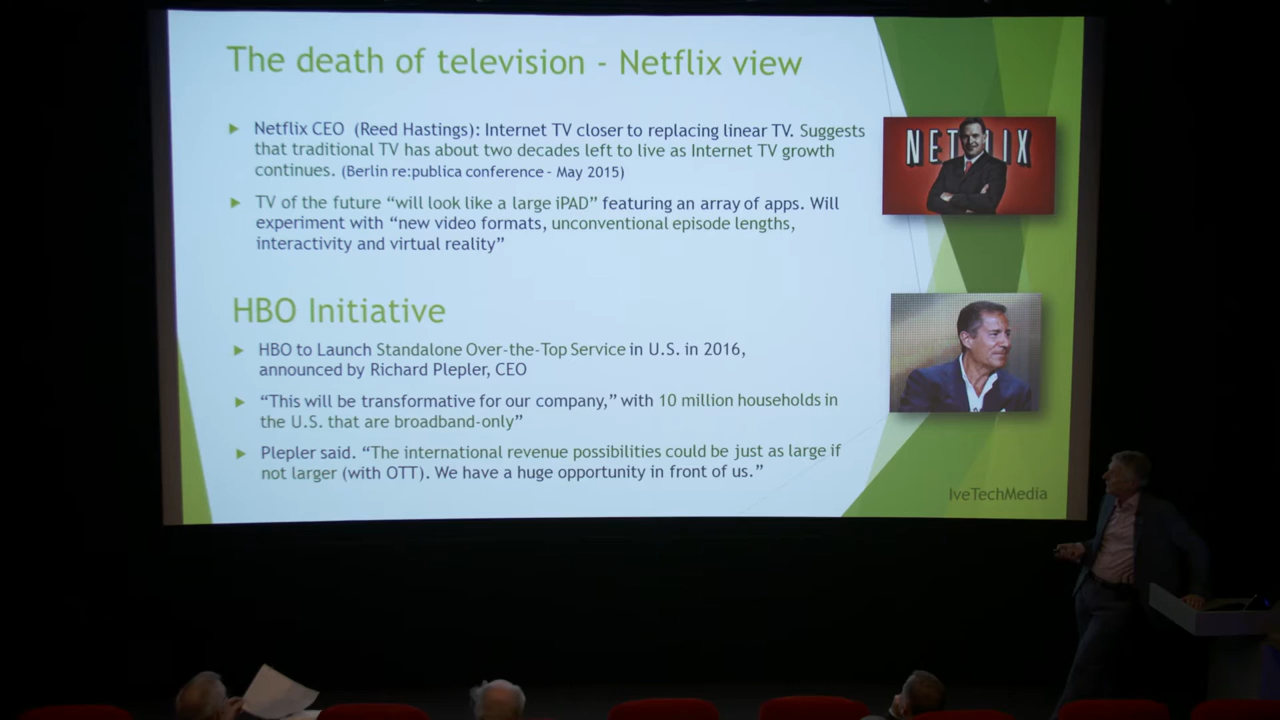 The death of television - Netflix view
Netflix CEO (Reed Hastings): Internet TV closer to replacing linear TV. Suggests
that traditional TV has about two decades left to live as Internet TV growth
continues. (Berlin re:publica conference - May 2015)
NETFLIX
TV of the future “will look like a large iPAD” featuring an array of apps. Will
experiment with “new video formats, unconventional episode lengths,
interactivity and virtual reality”
HBO Initiative
HBO to Launch Standalone Over-the-Top Service in U.S. in 2016,
announced by Richard Plepler, CEO
“This will be transformative for our company,” with 10 million households in
the U.S. that are broadband-only”
Plepler said. “The international revenue possibilities could be just as large if
not larger (with OTT). We have a huge opportunity in front of us.”
IveTechMedia